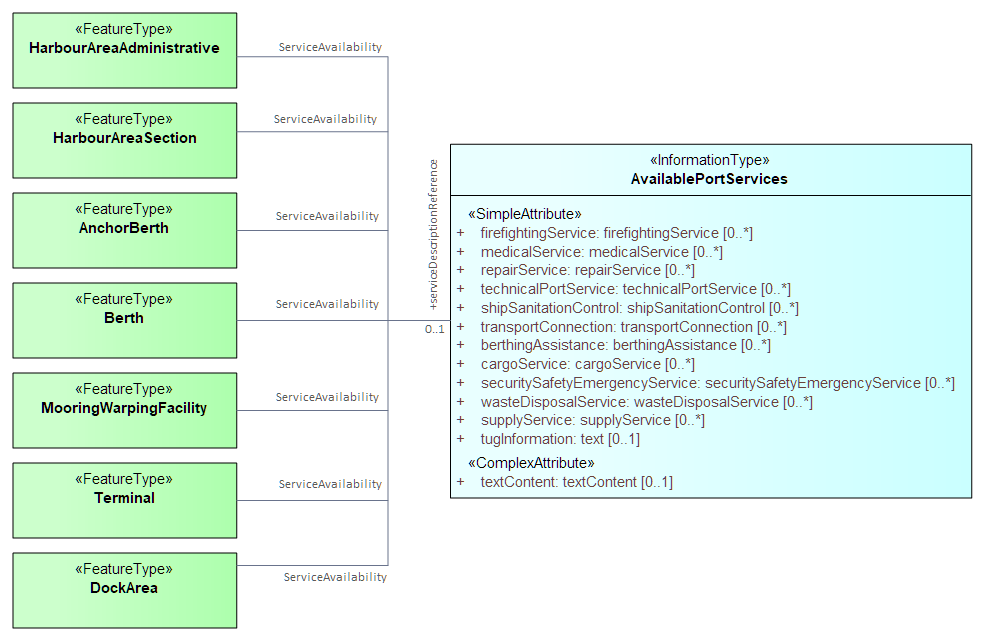 «FeatureType»
HarbourAreaAdministrative
ServiceAvailability
«FeatureType»
HarbourAreaSection
ServiceAvailability
«FeatureType»
AnchorBerth
ServiceAvailability
«FeatureType»
Berth
ServiceAvailability
«FeatureType»
MooringWarpingFacility
ServiceAvailability
«FeatureType»
Terminal
ServiceAvailability
«FeatureType»
DockArea
ServiceAvailability
+serviceDescriptionReference
0..1
«InformationType»
AvailablePortServices
«SimpleAttribute»
+ firefightingService: firefightingService [0..*]
+ medicalService: medicalService [0..*]
+ repairService: repairService [0..*]
+ technicalPortService: technicalPortService [0..*]
+ shipSanitationControl: shipSanitationControl [0..*]
+ transportConnection: transportConnection [0..*]
+ berthingAssistance: berthingAssistance [0..*]
+ cargoService: cargoService [0..*]
+ securitySafetyEmergencyService: securitySafetyEmergencyService [0..*]
+ wasteDisposalService: wasteDisposalService [0..*]
+ supplyService: supplyService [0..*]
+ tugInformation: text [0..1]
«ComplexAttribute»
+ textContent: textContent [0..1]